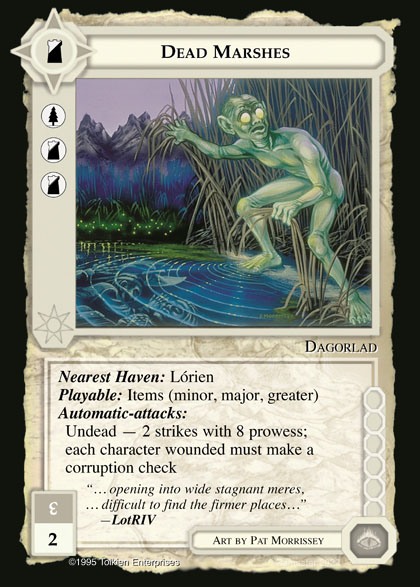 DEAD MARSHES
DAGORLAD
Nearest Haven: Lórien
Playable: Items (minor, major, greater)
Automatic-attacks:
Undead — 2 strikes with 8 prowess;
each character wounded must make a
corruption check
“… opening into wide stagnant meres,
… difficult to find the firmer places…”
—LotRIV
2
ART BY PAT MORRISSEY
©1995 Tolkien Enterprises